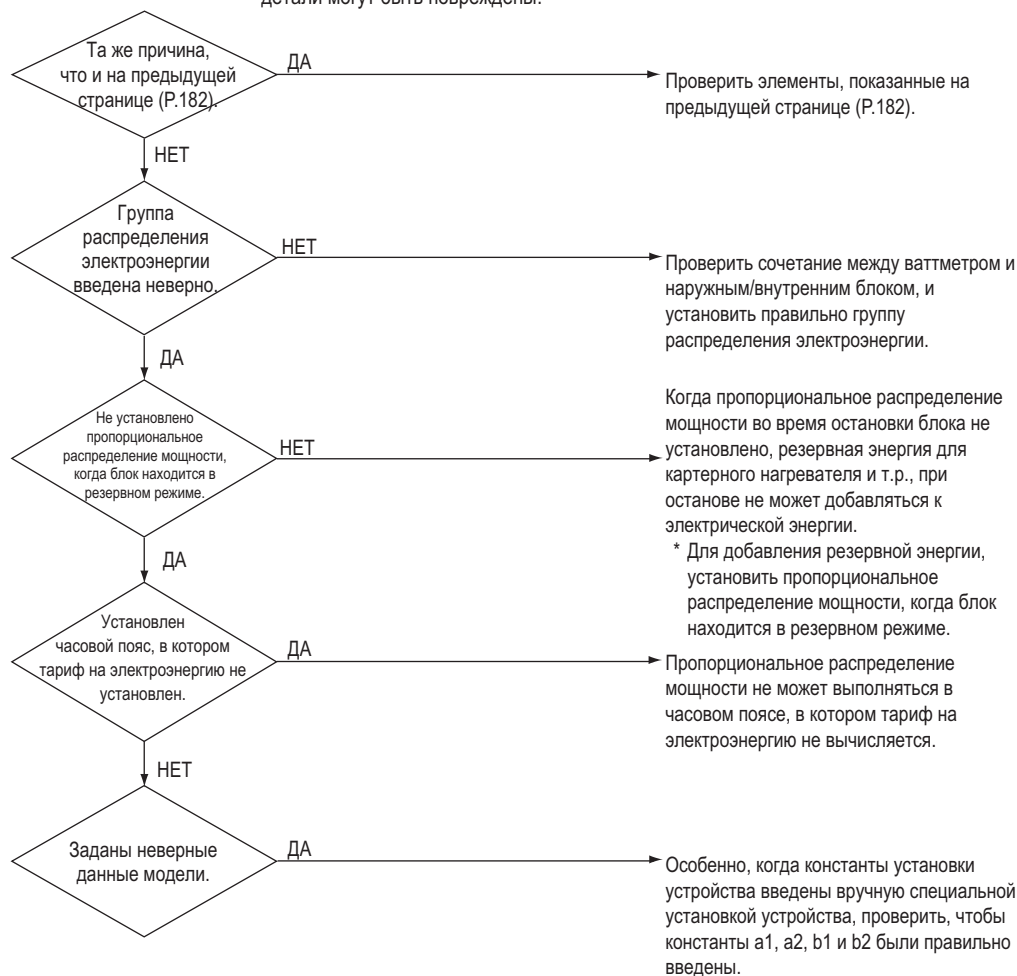 детали могут быть повреждены.
Та же причина,
что и на предыдущей
странице (P.182).
ДА
Проверить элементы, показанные на
предыдущей странице (P.182).
НЕТ
Группа
распределения
электроэнергии
введена неверно.
НЕТ
Проверить сочетание между ваттметром и
наружным/внутренним блоком, и
установить правильно группу
распределения электроэнергии.
ДА
Не установлено
пропорциональное
распределение мощности,
когда блок находится в
резервном режиме.
НЕТ
Когда пропорциональное распределение
мощности во время остановки блока не
установлено, резервная энергия для
картерного нагревателя и т.р., при
останове не может добавляться к
электрической энергии.
* Для добавления резервной энергии,
установить пропорциональное
распределение мощности, когда блок
находится в резервном режиме.
ДА
Установлен
часовой пояс, в котором
тариф на электроэнергию не
установлен.
ДА
Пропорциональное распределение
мощности не может выполняться в
часовом поясе, в котором тариф на
электроэнергию не вычисляется.
НЕТ
Заданы неверные
данные модели.
ДА
Особенно, когда константы установки
устройства введены вручную специальной
установкой устройства, проверить, чтобы
константы a1, a2, b1 и b2 были правильно
введены.